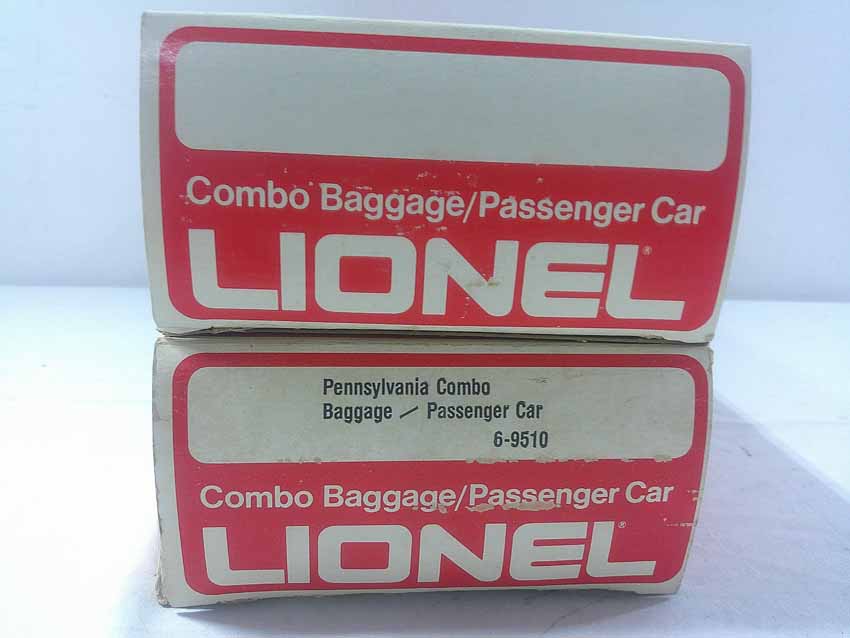 Combo Baggage/Passenger Car
LIONEL®
Pennsylvania Combo
Baggage / Passenger Car
6-9510
Combo Baggage/Passenger Car
LIONEL®